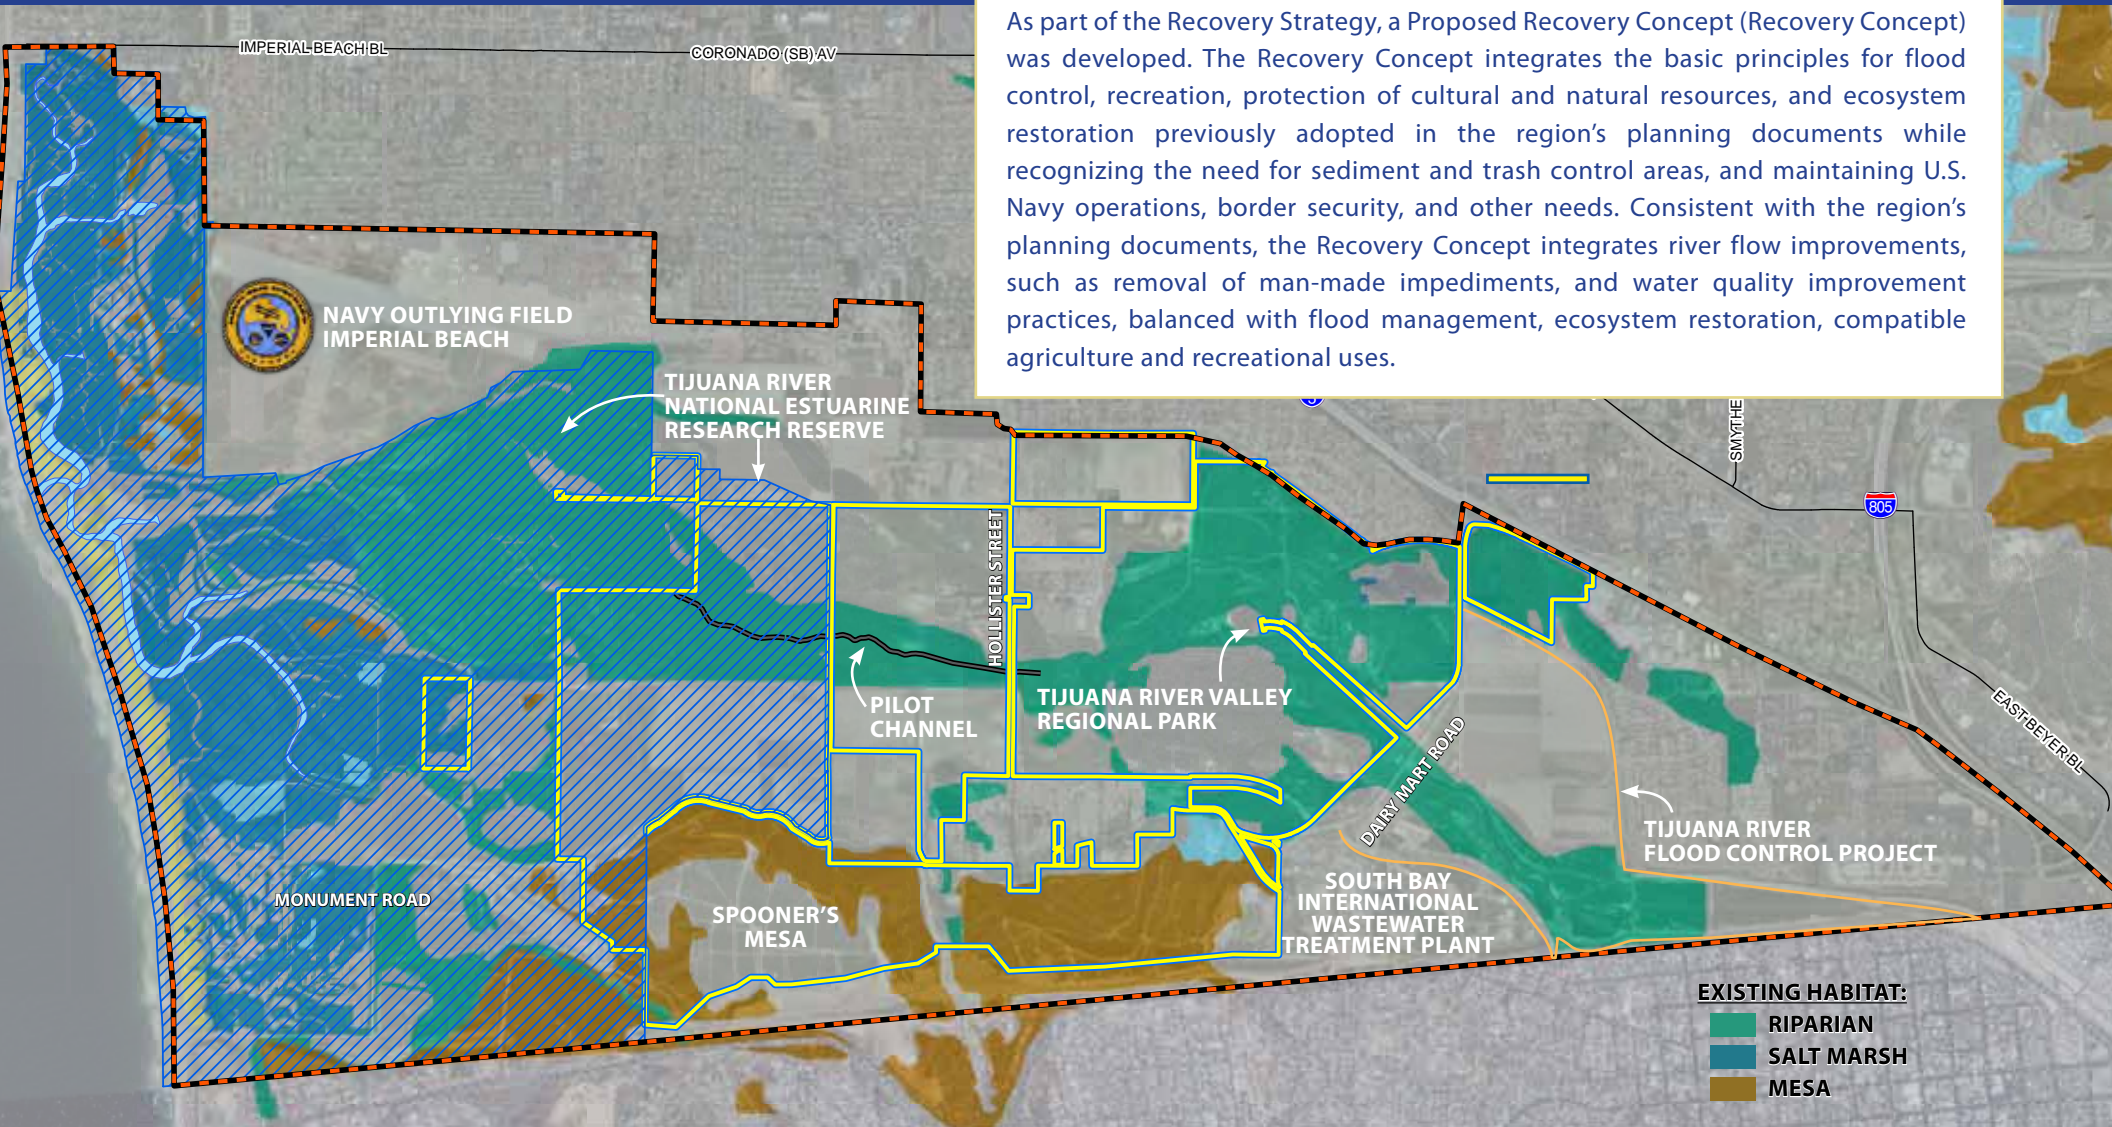 As part of the Recovery Strategy, a Proposed Recovery Concept (Recovery Concept)
was developed. The Recovery Concept integrates the basic principles for flood
control, recreation, protection of cultural and natural resources, and ecosystem
restoration previously adopted in the region's planning documents while
recognizing the need for sediment and trash control areas, and maintaining U.S.
Navy operations, border security, and other needs. Consistent with the region's
planning documents, the Recovery Concept integrates river flow improvements,
such as removal of man-made impediments, and water quality improvement
practices, balanced with flood management, ecosystem restoration, compatible
agriculture and recreational uses.
IMPERIAL BEACH BL
CORONADO (SB) AV
NAVY OUTLYING FIELD
IMPERIAL BEACH
TIJUANA RIVER
NATIONAL ESTUARINE
RESEARCH RESERVE
SMYTHE
805
HOLLISTER STREET
PILOT
CHANNEL
TIJUANA RIVER VALLEY
REGIONAL PARK
DAIRY MART ROAD
EAST BEYER BL
TIJUANA RIVER
FLOOD CONTROL PROJECT
MONUMENT ROAD
SPOONER'S
MESA
SOUTH BAY
INTERNATIONAL
WASTEWATER
TREATMENT PLANT
EXISTING HABITAT:
RIPARIAN
SALT MARSH
MESA